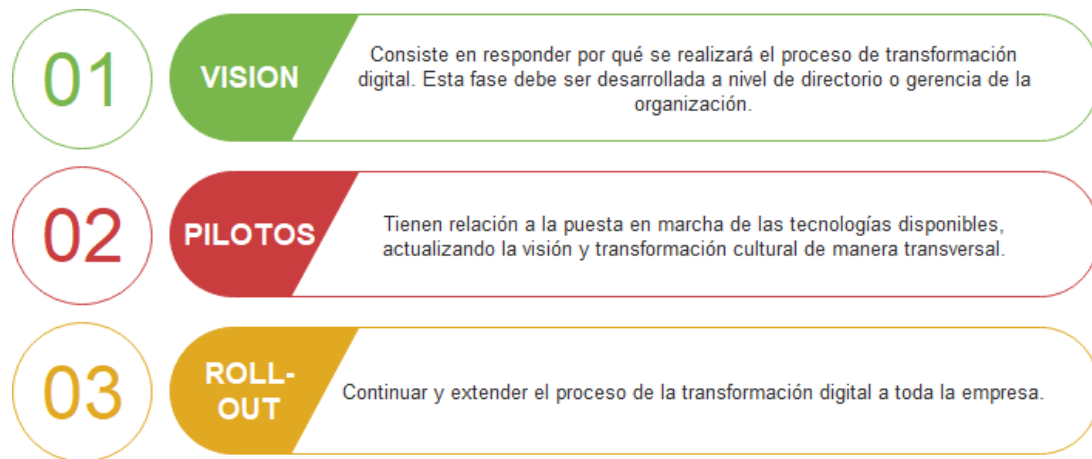 01
VISION
Consiste en responder por qué se realizará el proceso de transformación
digital. Esta fase debe ser desarrollada a nivel de directorio o gerencia de la
organización.
02
PILOTOS
Tienen relación a la puesta en marcha de las tecnologías disponibles,
actualizando la visión y transformación cultural de manera transversal.
03
ROLL-
OUT
Continuar y extender el proceso de la transformación digital a toda la empresa.